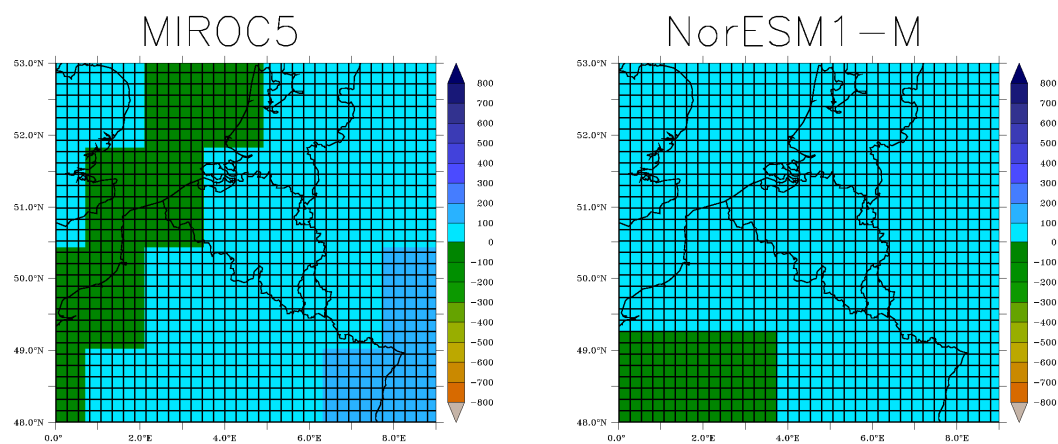 MIROC5
NorESM1-M
53.0°N
52.0°N
51.0°N
50.0°N
49.0°N
48.0°N
0.0°E 2.0°E 4.0°E 6.0°E 8.0°E
800
700
600
500
400
300
200
100
0
-100
-200
-300
-400
-500
-600
-700
-800
53.0°N
52.0°N
51.0°N
50.0°N
49.0°N
48.0°N
0.0°E 2.0°E 4.0°E 6.0°E 8.0°E
800
700
600
500
400
300
200
100
0
-100
-200
-300
-400
-500
-600
-700
-800